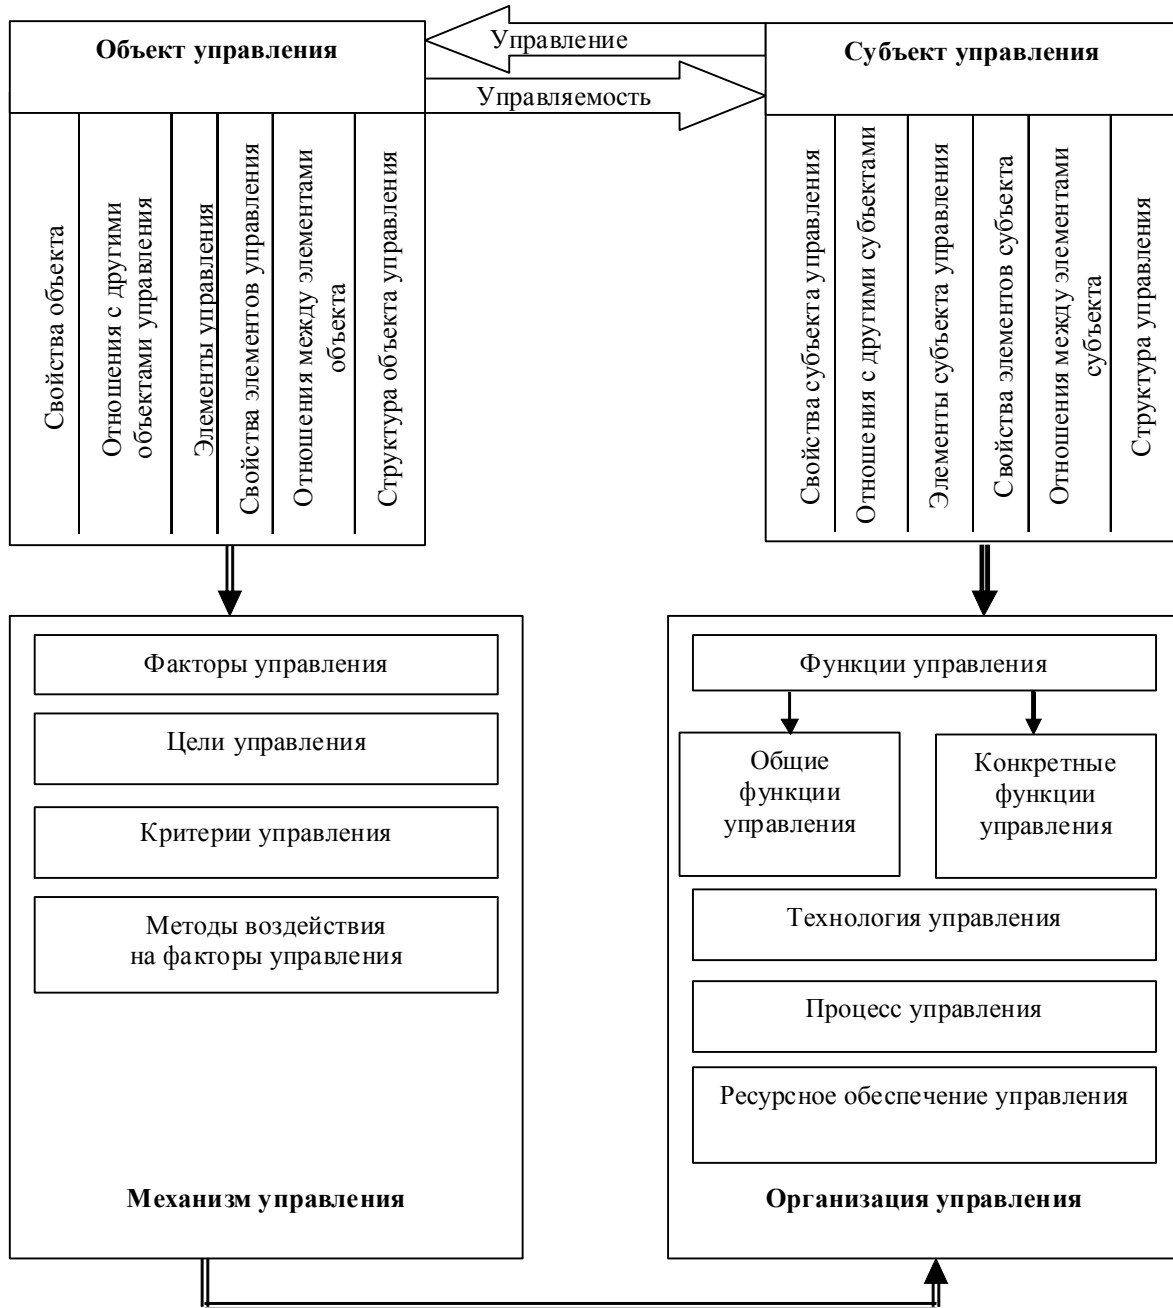 Объект управления
Управление
Управляемость
Субъект управления
Свойства объекта
Отношения с другими
объектами управления
Элементы управления
Свойства элементов управления
Отношения между элементами
объекта
Структура объекта управления
Свойства субъекта управления
Отношения с другими субъектами
Элементы субъекта управления
Свойства элементов субъекта
Отношения между элементами
субъекта
Структура управления
Факторы управления
Цели управления
Критерии управления
Методы воздействия
на факторы управления
Механизм управления
Функции управления
Общие
функции
управления
Конкретные
функции
управления
Технология управления
Процесс управления
Ресурсное обеспечение управления
Организация управления